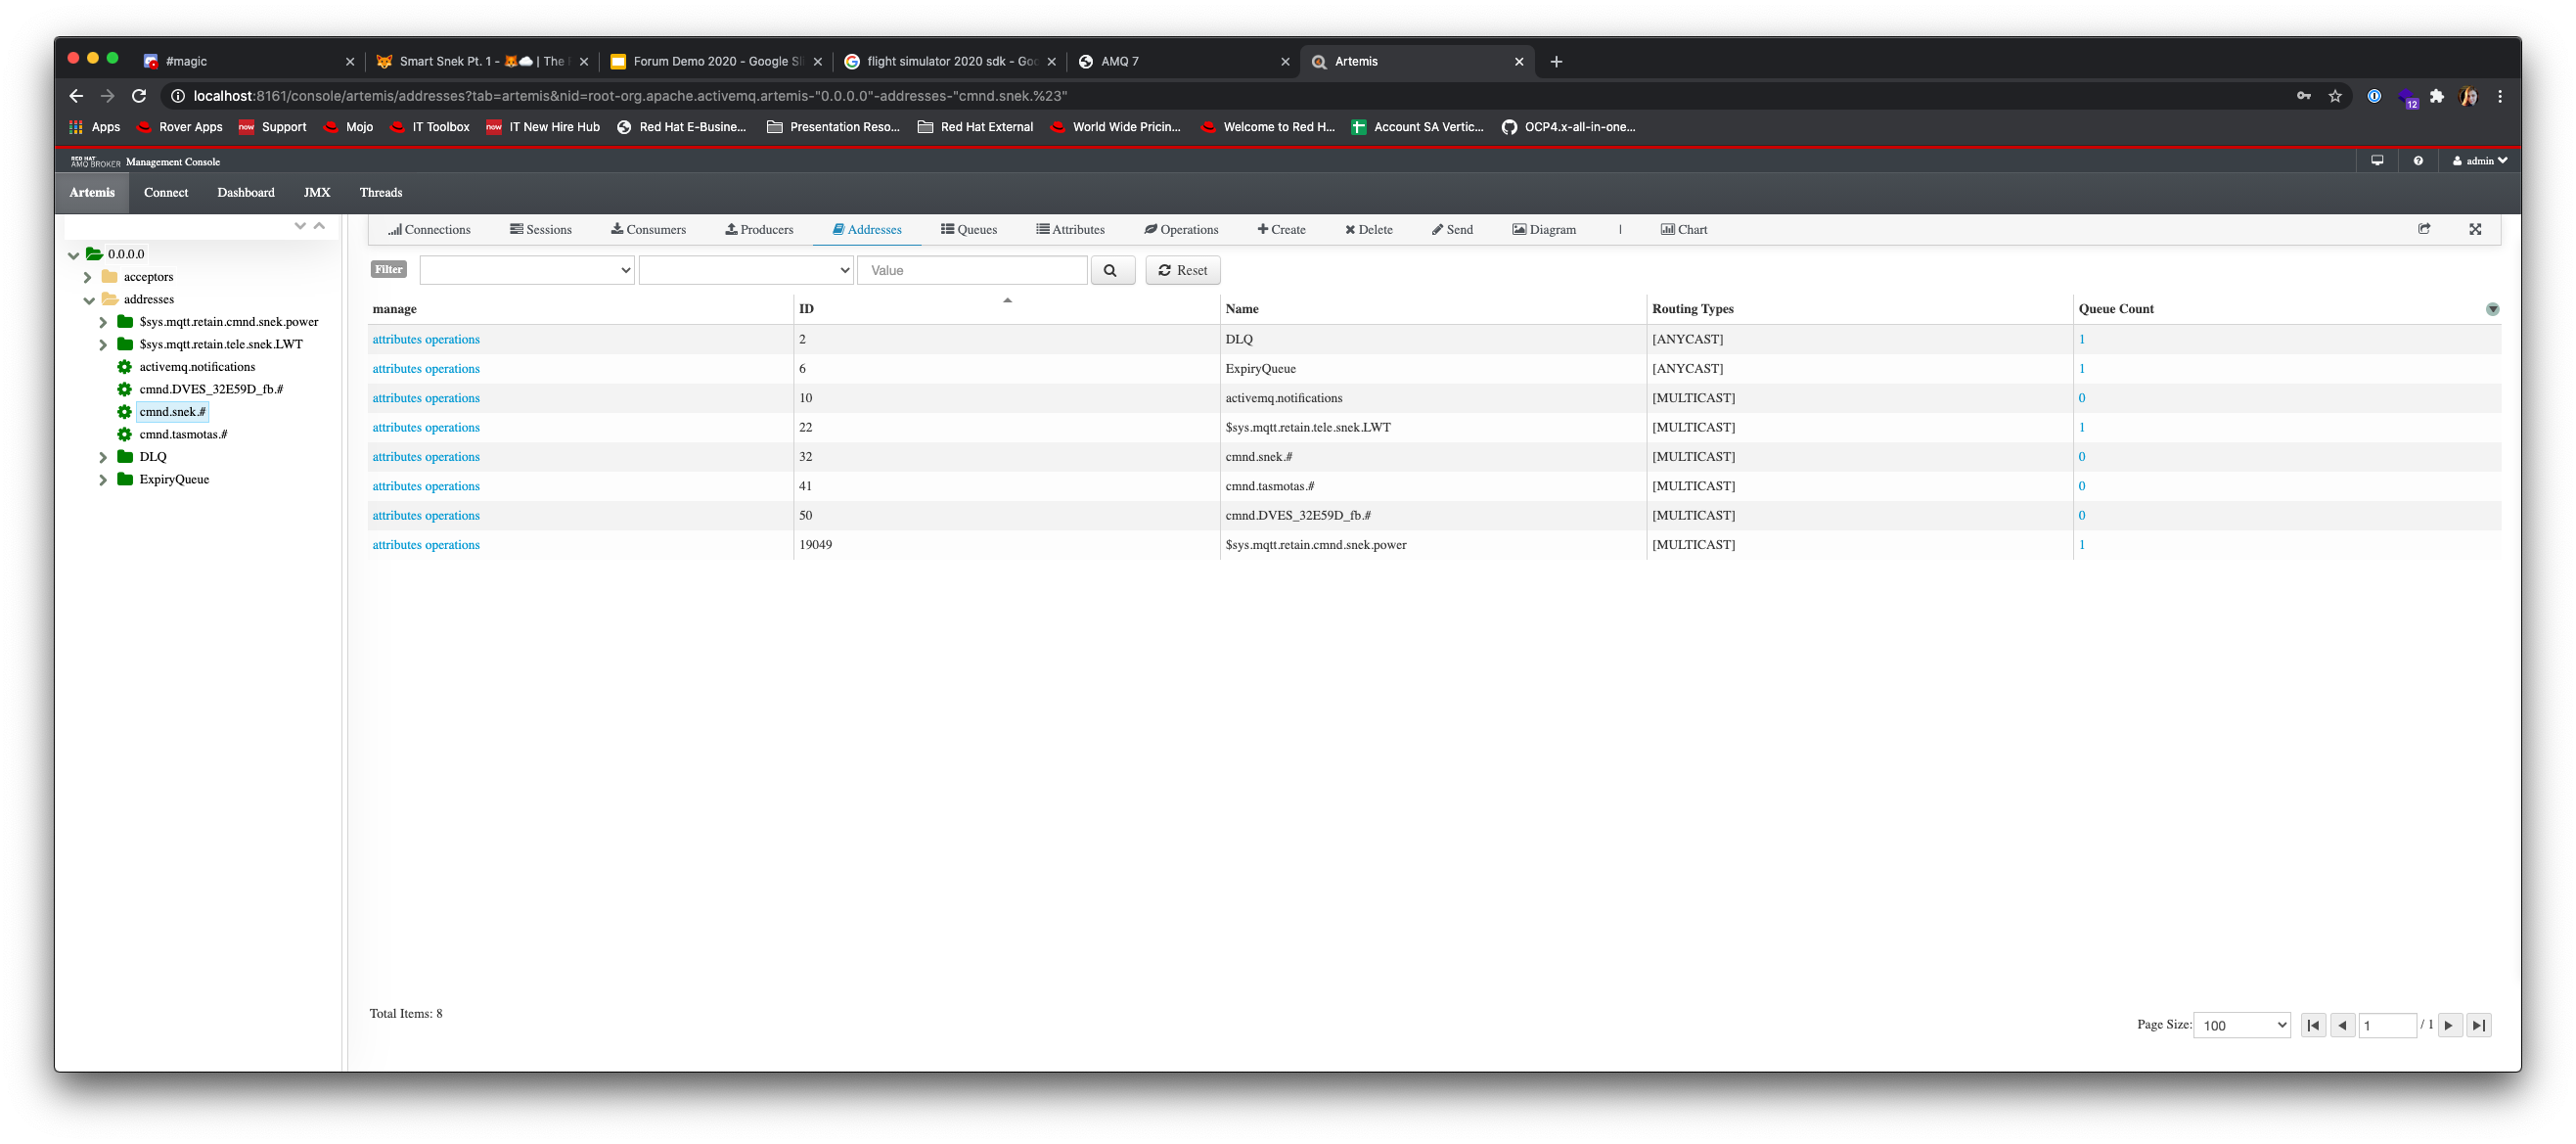 #magic
Smart Snek Pt. 1 - 🦊☁️ | The
Forum Demo 2020 - Google Sl
flight simulator 2020 sdk - Goo
AMQ 7
Artemis
localhost:8161/console/artemis/addresses?tab=artemis&nid=root-org.apache.activemq.artemis-"0.0.0.0"-addresses-"cmnd.snek.%23"
12
Apps
Rover Apps
now Support
Mojo
IT Toolbox
now IT New Hire Hub
Red Hat E-Busine...
Presentation Reso...
Red Hat External
World Wide Pricin...
Welcome to Red H...
Account SA Vertic...
OCP4.x-all-in-one...
RED HAT
AMQ BROKER Management Console
admin
Artemis Connect Dashboard JMX Threads
0.0.0.0
acceptors
addresses
$sys.mqtt.retain.cmnd.snek.power
$sys.mqtt.retain.tele.snek.LWT
activemq.notifications
cmnd.DVES_32E59D_fb.#
cmnd.snek.#
cmnd.tasmotas.#
DLQ
ExpiryQueue
Connections Sessions Consumers Producers Addresses Queues Attributes Operations Create Delete Send Diagram | Chart
Filter Value Reset
manage ID Name Routing Types Queue Count
attributes operations 2 DLQ [ANYCAST] 1
attributes operations 6 ExpiryQueue [ANYCAST] 1
attributes operations 10 activemq.notifications [MULTICAST] 0
attributes operations 22 $sys.mqtt.retain.tele.snek.LWT [MULTICAST] 1
attributes operations 32 cmnd.snek.# [MULTICAST] 0
attributes operations 41 cmnd.tasmotas.# [MULTICAST] 0
attributes operations 50 cmnd.DVES_32E59D_fb.# [MULTICAST] 0
attributes operations 19049 $sys.mqtt.retain.cmnd.snek.power [MULTICAST] 1
Total Items: 8
Page Size: 100 1 / 1